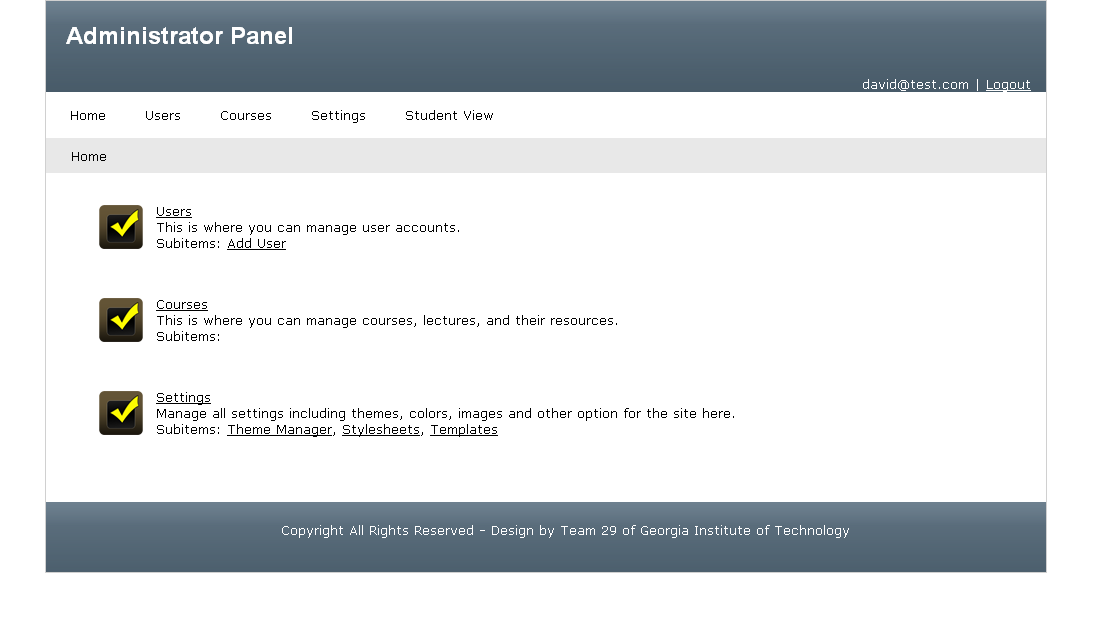 Administrator Panel
david@test.com | Logout
Home Users Courses Settings Student View
Home
Users
This is where you can manage user accounts.
Subitems: Add User
Courses
This is where you can manage courses, lectures, and their resources.
Subitems:
Settings
Manage all settings including themes, colors, images and other option for the site here.
Subitems: Theme Manager, Stylesheets, Templates
Copyright All Rights Reserved - Design by Team 29 of Georgia Institute of Technology